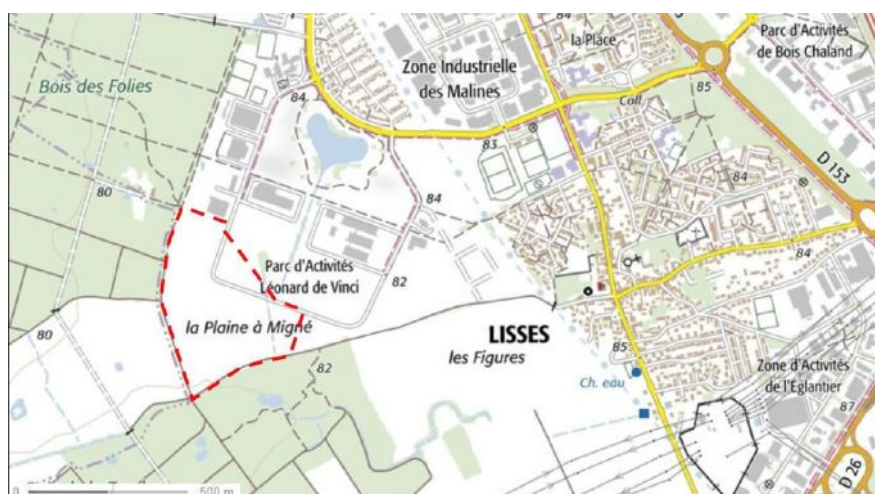 Parc d'Activités
de Bois Chaland
la Place
84
Zone Industrielle
des Malines
Bois des Folies
84
85
Coll.
83
D 153
84
80
84
84
Parc d'Activités
Léonard de Vinci
82
la Plaine à Migné
80
LISSES
les Figures
85
82
Zone d'Activités
de l'Églantier
Ch. eau
87
D 26
0
500 m